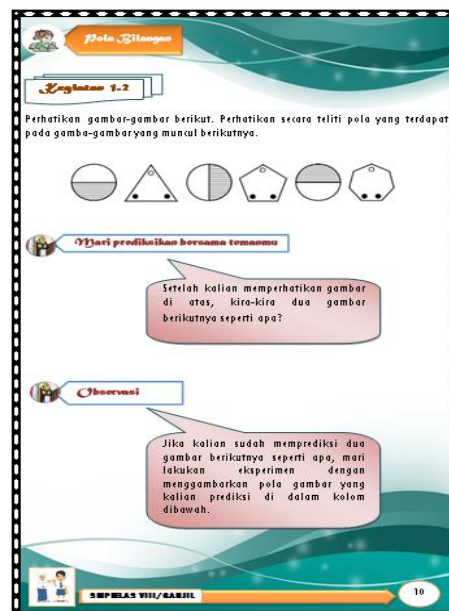 Pola Bilangan
Kegiatan 1.2
Perhatikan gambar-gambar berikut. Perhatikan secara teliti pola yang terdapat
pada gamba-gambar yang muncul berikutnya.
Mari prediksikan bersama temanmu
Setelah kalian memperhatikan gambar
di atas, kira-kira dua gambar
berikutnya seperti apa?
Observasi
Jika kalian sudah memprediksi dua
gambar berikutnya seperti apa, mari
lakukan eksperimen dengan
menggambarkan pola gambar yang
kalian prediksi di dalam kolom
dibawah.
SMP KELAS VIII/GANJIL
10